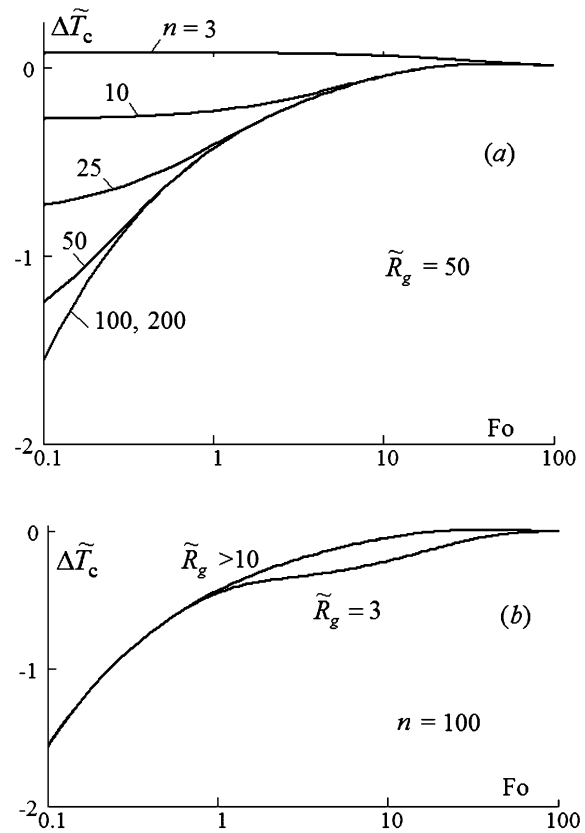 ΔT̃c
n = 3
0
10
(a)
25
50
-1
R̃g = 50
100, 200
Fo
-2
0.1 1 10 100
0
ΔT̃c
R̃g >10
R̃g = 3
(b)
-1
n = 100
Fo
-2
0.1 1 10 100